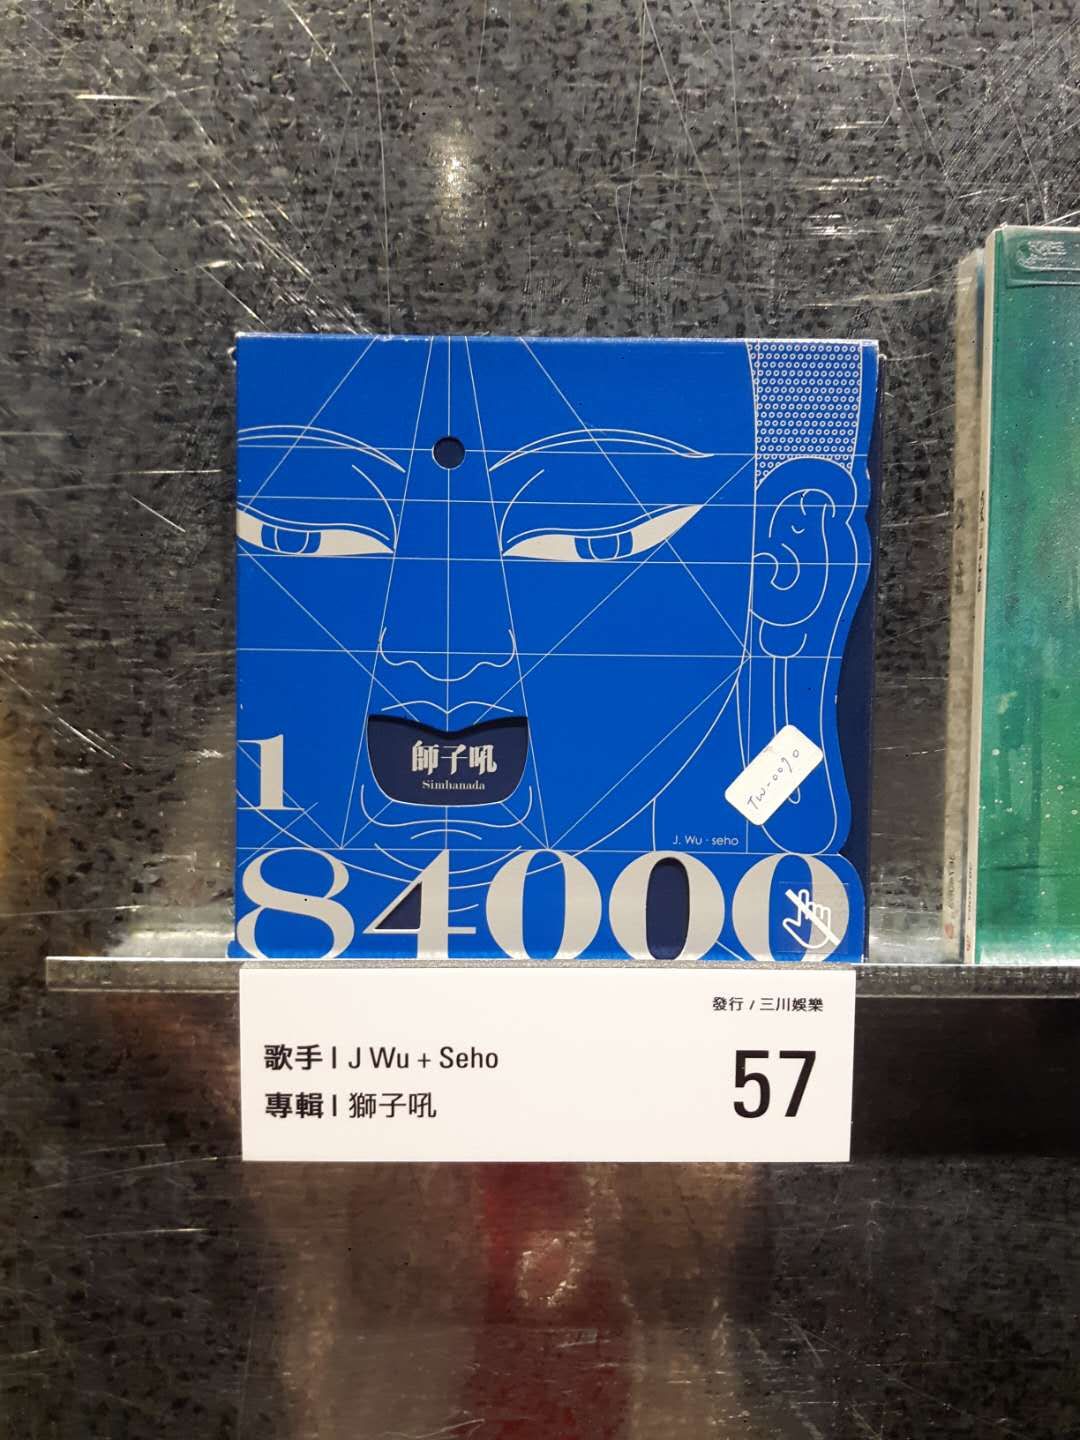 師子吼
Simhanada
1
TW-0090
J. Wu · seho
84000
發行 / 三川娛樂
歌手 | J Wu + Seho
專輯 | 獅子吼
57